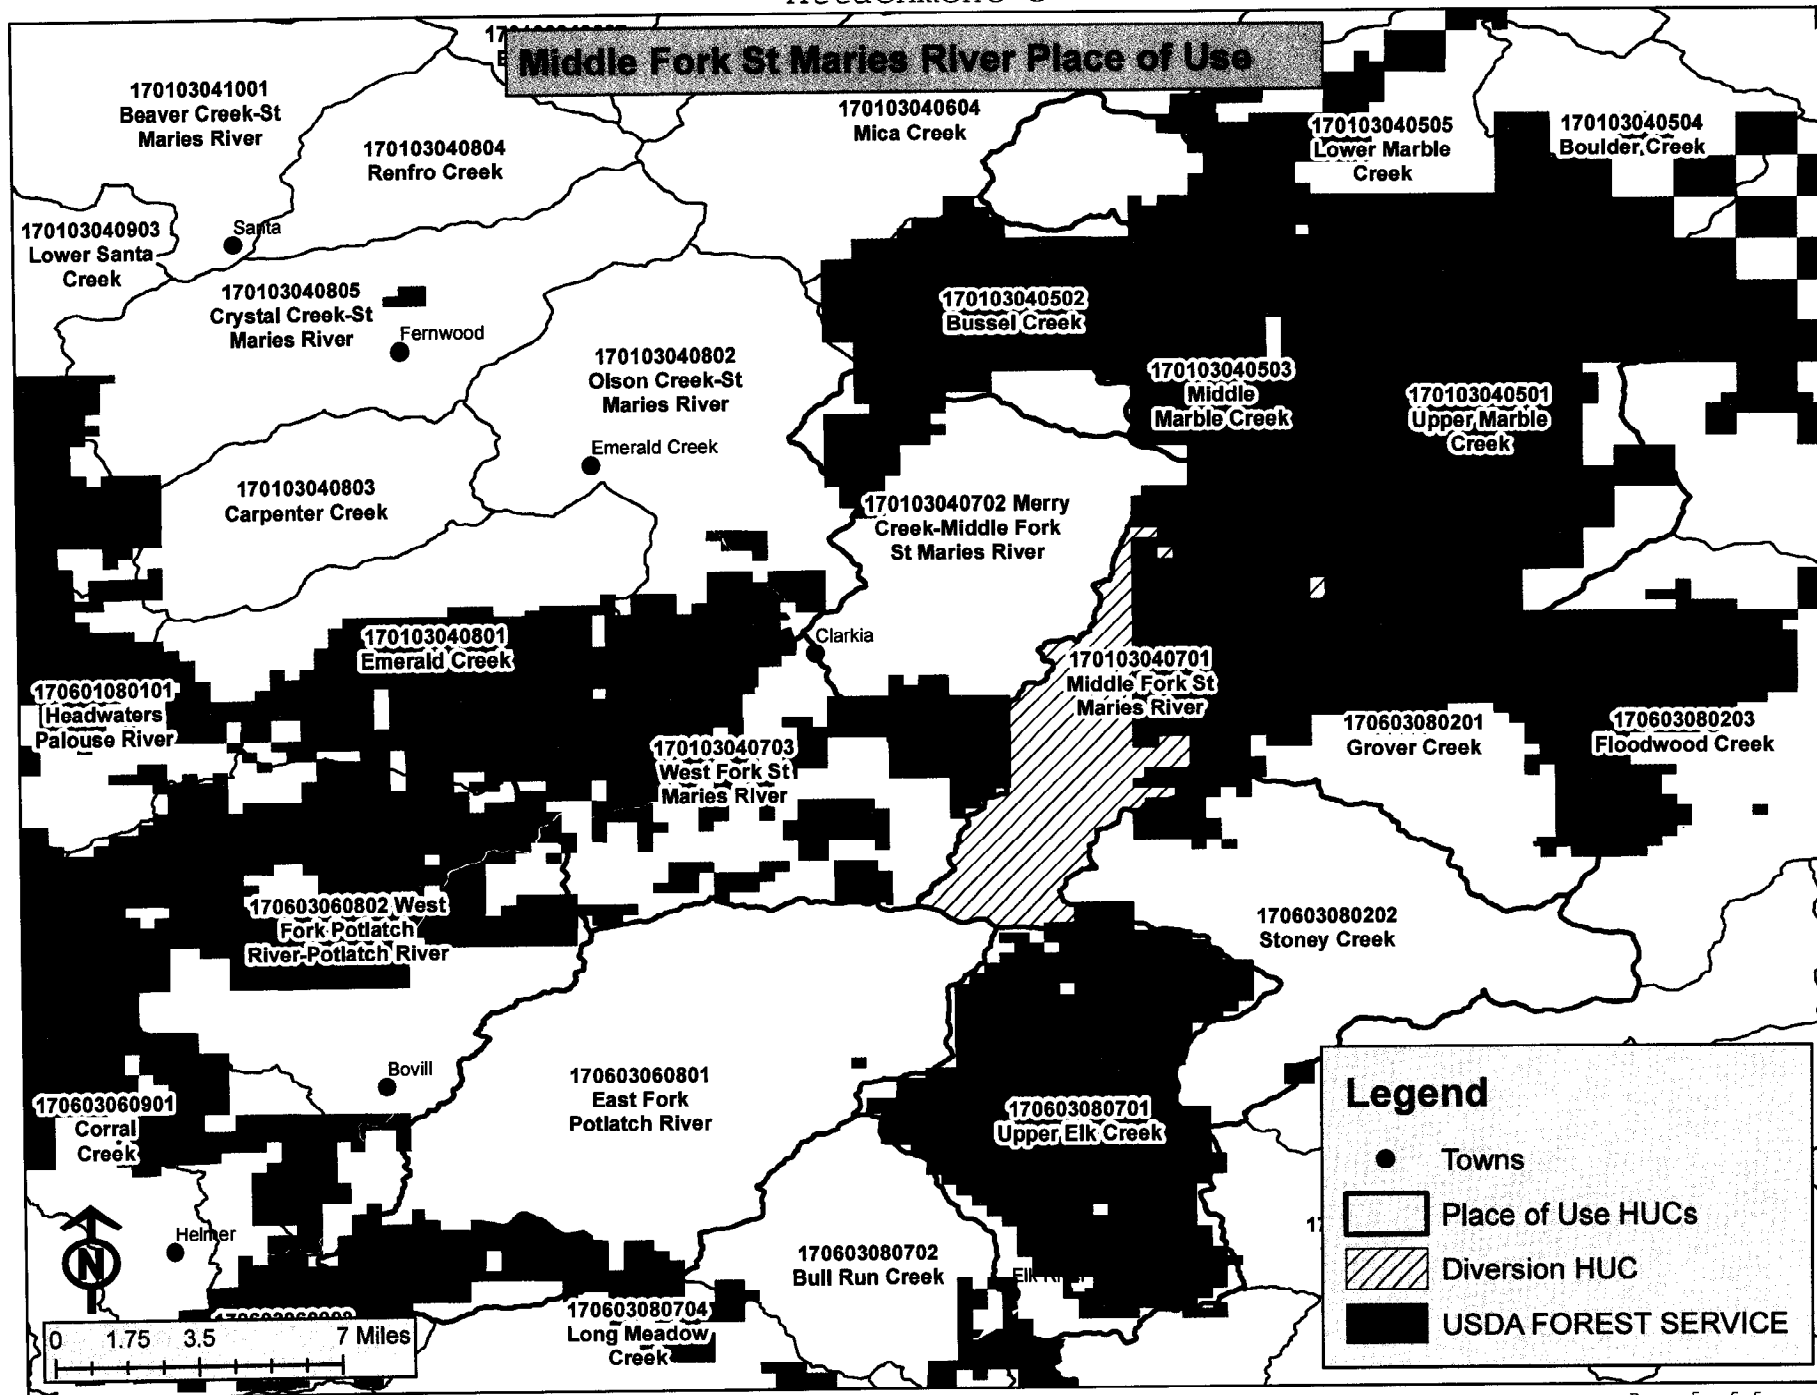 Middle Fork St Maries River Place of Use
170103041001
Beaver Creek-St
Maries River
170103040804
Renfro Creek
170103040604
Mica Creek
170103040505
Lower Marble
Creek
170103040504
Boulder Creek
170103040903
Lower Santa
Creek
Santa
170103040805
Crystal Creek-St
Maries River
Fernwood
170103040502
Bussel Creek
170103040802
Olson Creek-St
Maries River
170103040503
Middle
Marble Creek
170103040501
Upper Marble
Creek
Emerald Creek
170103040803
Carpenter Creek
170103040702 Merry
Creek-Middle Fork
St Maries River
170103040801
Emerald Creek
Clarkia
170103040701
Middle Fork St
Maries River
170601080101
Headwaters
Palouse River
170103040703
West Fork St
Maries River
170603080201
Grover Creek
170603080203
Floodwood Creek
170603060802 West
Fork Potlatch
River-Potlatch River
170603080202
Stoney Creek
Bovill
170603060801
East Fork
Potlatch River
170603060901
Corral
Creek
170603080701
Upper Elk Creek
Helmer
N
170603080702
Bull Run Creek
Elk River
170603080704
Long Meadow
Creek
0 1.75 3.5 7 Miles
Legend
Towns
Place of Use HUCs
Diversion HUC
USDA FOREST SERVICE